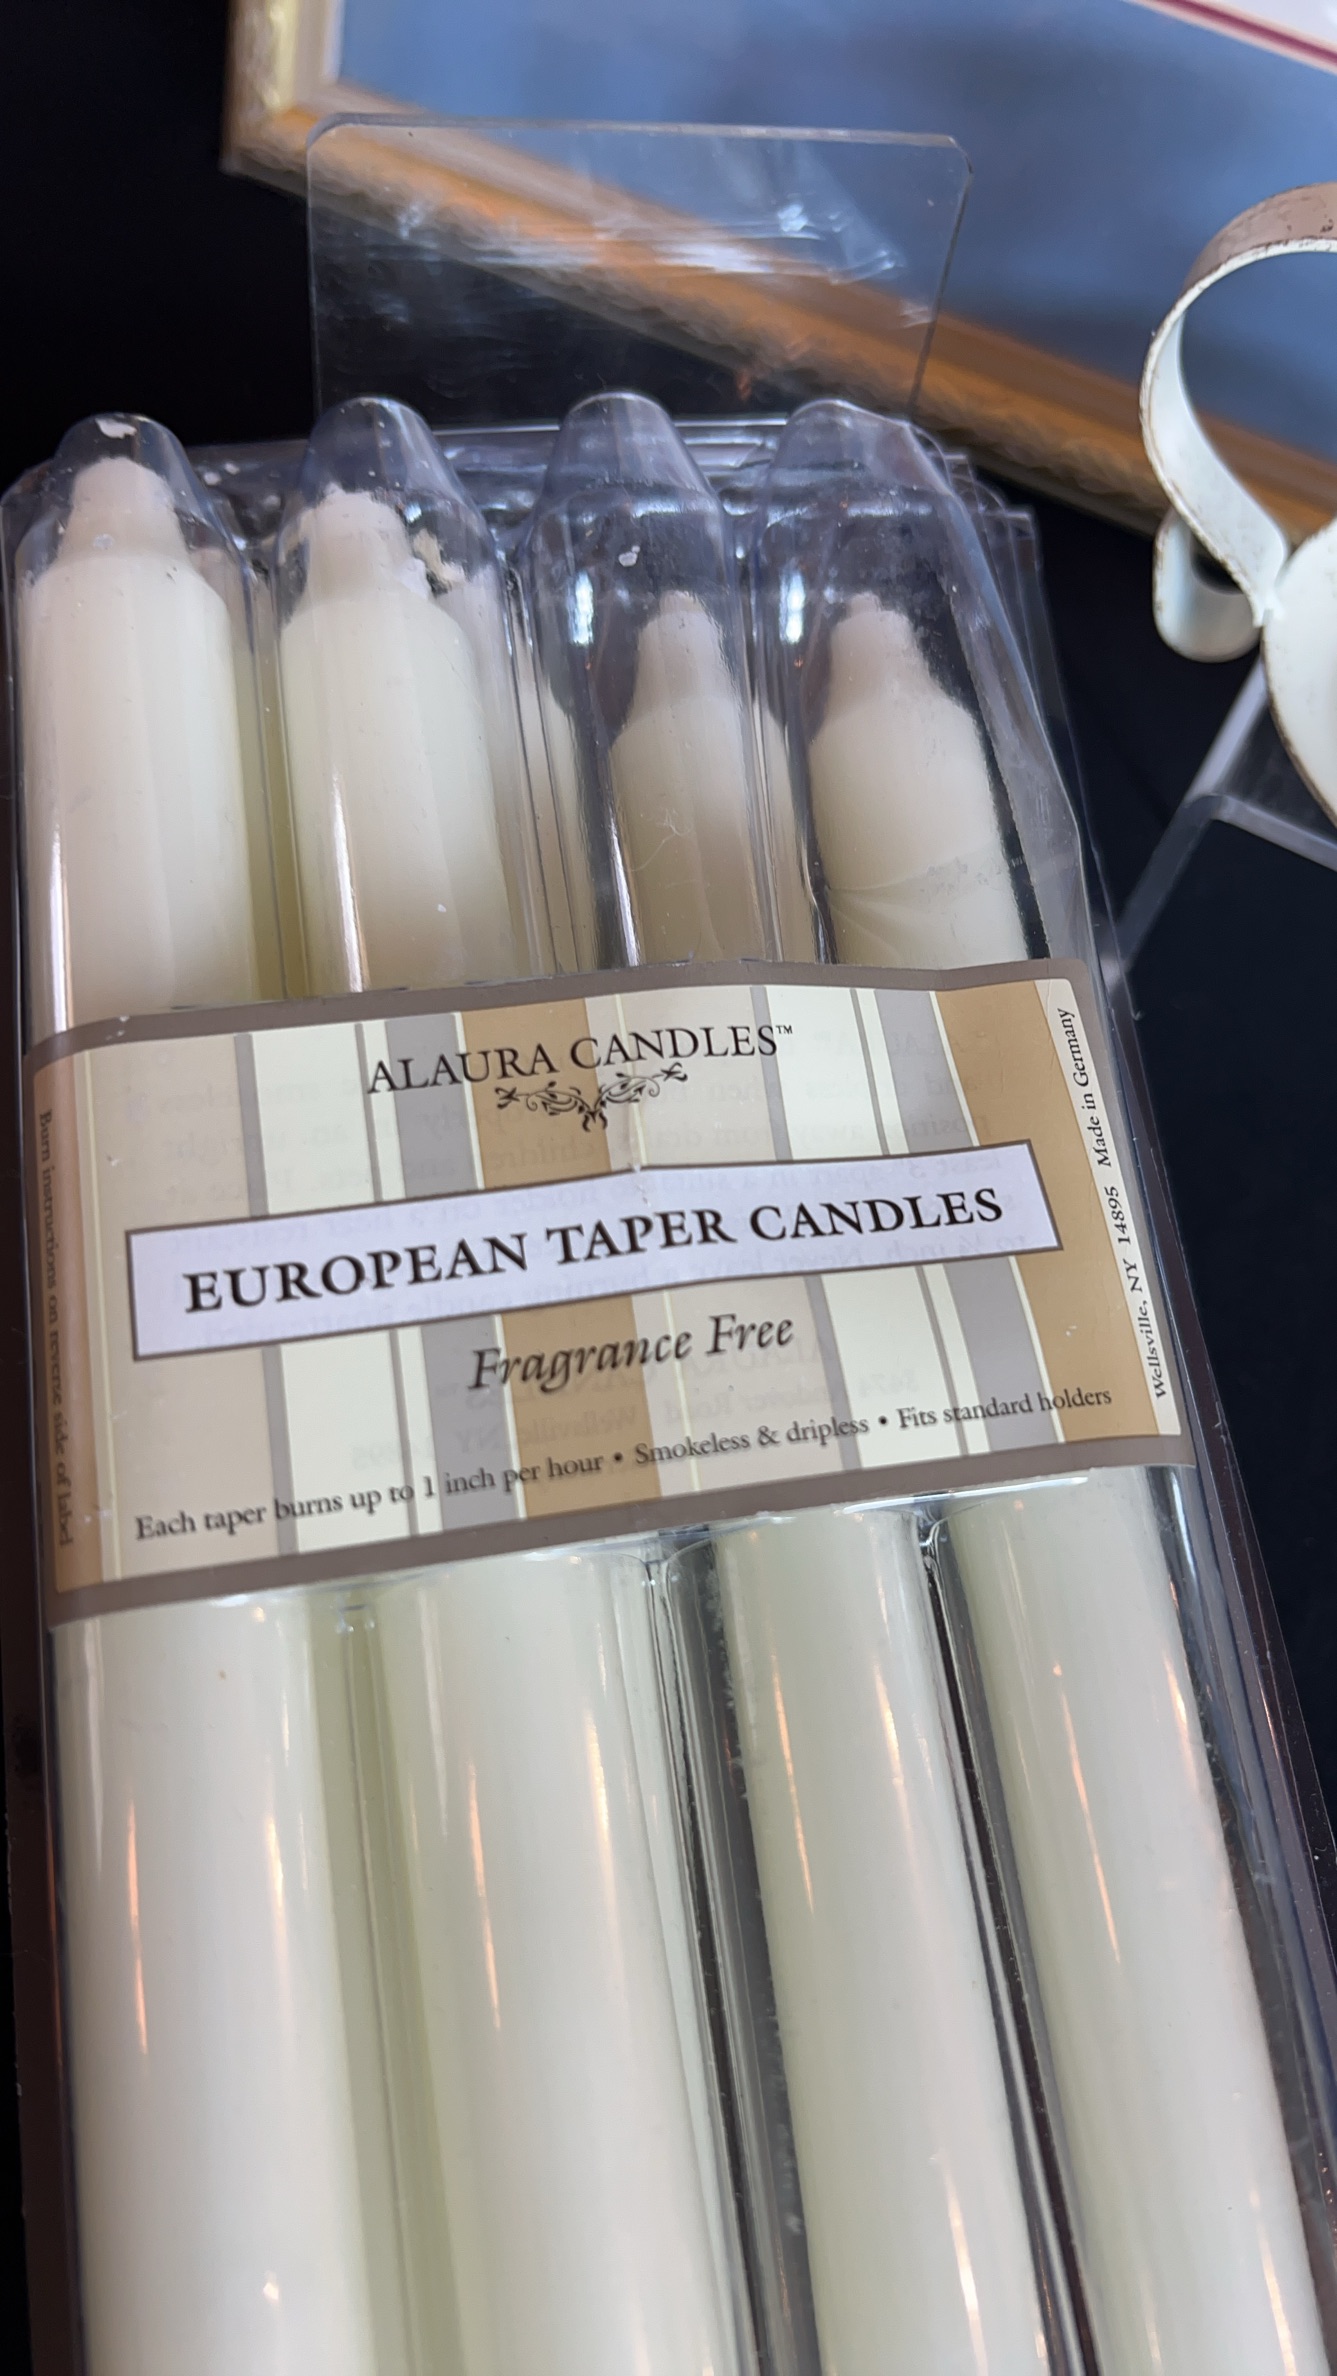 ALAURA CANDLES™
EUROPEAN TAPER CANDLES
Fragrance Free
Each taper burns up to 1 inch per hour • Smokeless & dripless • Fits standard holders
Burn instructions on reverse side of label
Wellsville, NY 14895 Made in Germany